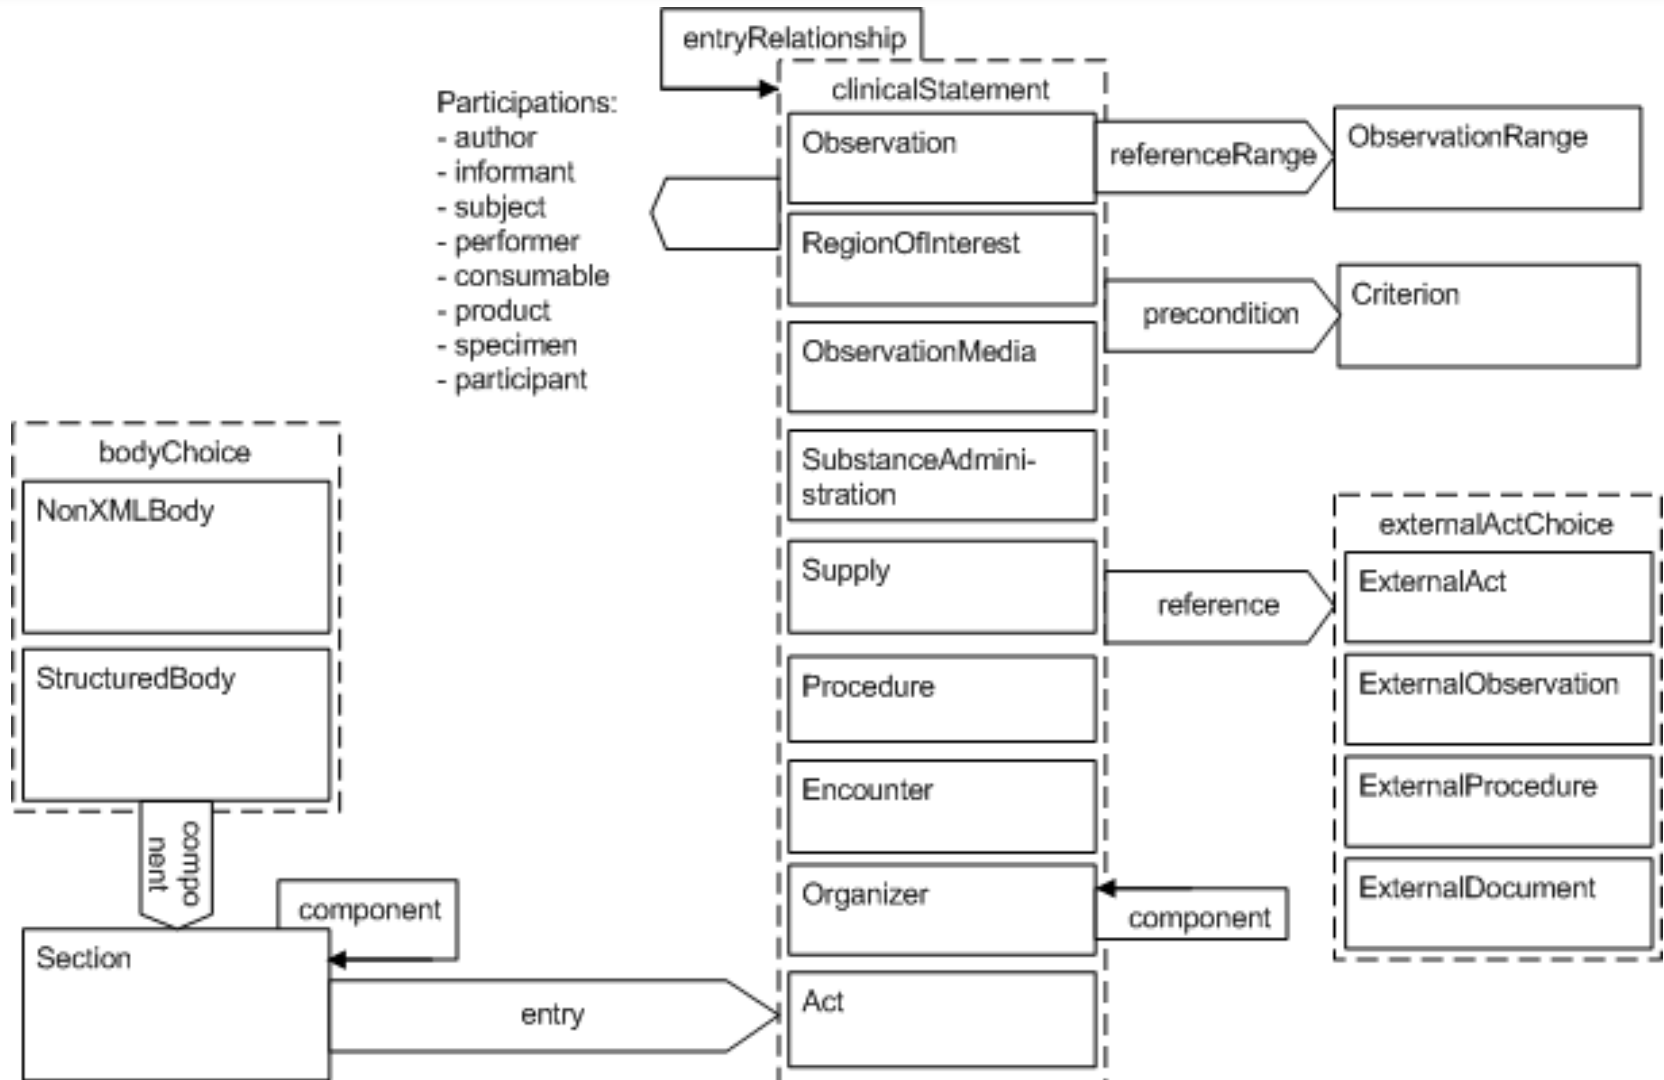 entryRelationship
clinicalStatement
Participations:
- author
- informant
- subject
- performer
- consumable
- product
- specimen
- participant
Observation
referenceRange
ObservationRange
RegionOfInterest
precondition
Criterion
ObservationMedia
SubstanceAdmini-
stration
bodyChoice
NonXMLBody
StructuredBody
Supply
reference
externalActChoice
ExternalAct
ExternalObservation
ExternalProcedure
ExternalDocument
Procedure
Encounter
Organizer
component
compo
nent
component
Section
entry
Act